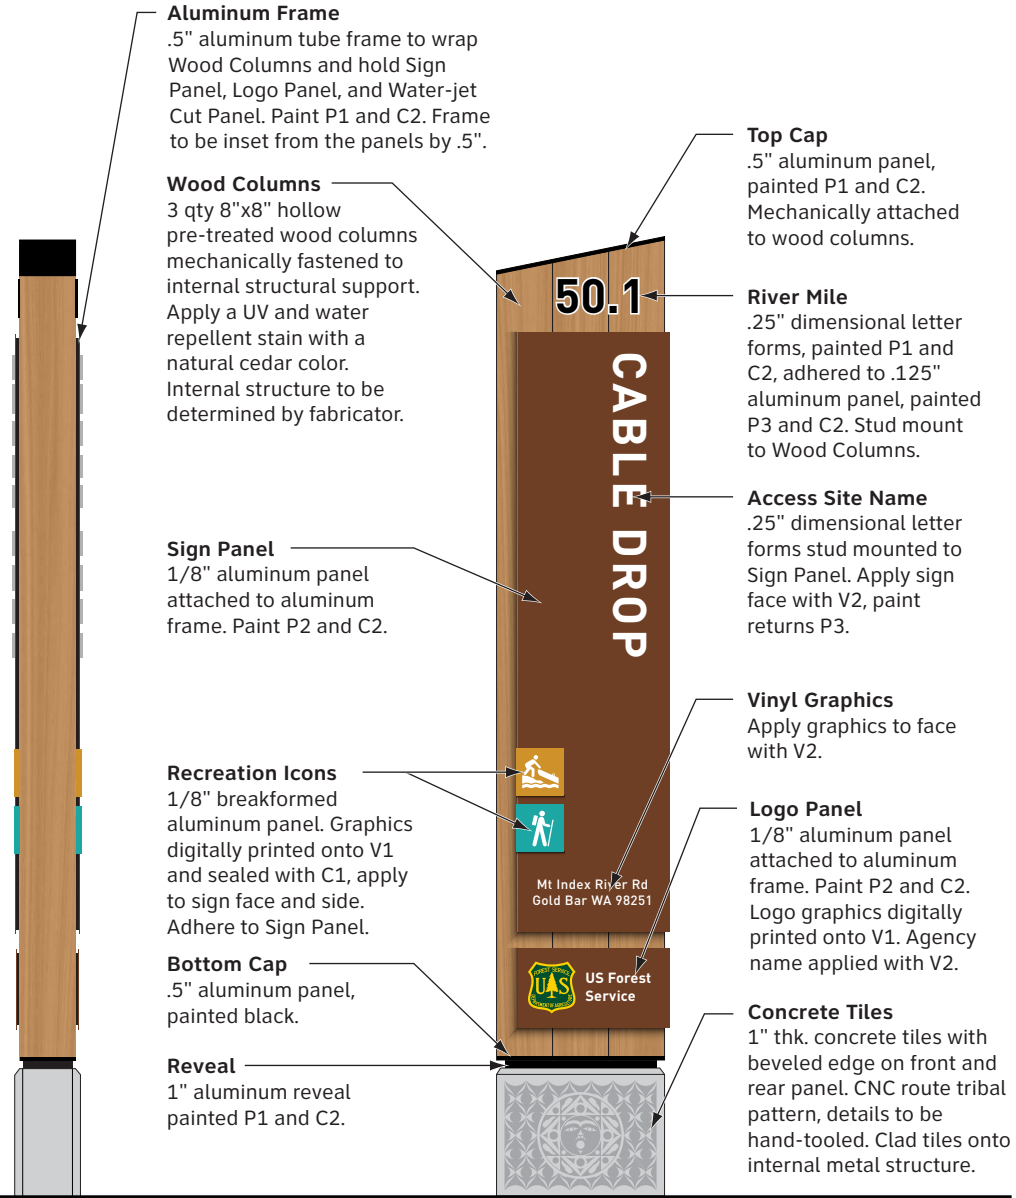 Aluminum Frame
.5" aluminum tube frame to wrap
Wood Columns and hold Sign
Panel, Logo Panel, and Water-jet
Cut Panel. Paint P1 and C2. Frame
to be inset from the panels by .5".
Wood Columns
3 qty 8"x8" hollow
pre-treated wood columns
mechanically fastened to
internal structural support.
Apply a UV and water
repellent stain with a
natural cedar color.
Internal structure to be
determined by fabricator.
Sign Panel
1/8" aluminum panel
attached to aluminum
frame. Paint P2 and C2.
Recreation Icons
1/8" breakformed
aluminum panel. Graphics
digitally printed onto V1
and sealed with C1, apply
to sign face and side.
Adhere to Sign Panel.
Bottom Cap
.5" aluminum panel,
painted black.
Reveal
1" aluminum reveal
painted P1 and C2.
50.1
CABLE DROP
Mt Index River Rd
Gold Bar WA 98251
FOREST SERVICE
U S
DEPARTMENT OF AGRICULTURE
US Forest
Service
Top Cap
.5" aluminum panel,
painted P1 and C2.
Mechanically attached
to wood columns.
River Mile
.25" dimensional letter
forms, painted P1 and
C2, adhered to .125"
aluminum panel, painted
P3 and C2. Stud mount
to Wood Columns.
Access Site Name
.25" dimensional letter
forms stud mounted to
Sign Panel. Apply sign
face with V2, paint
returns P3.
Vinyl Graphics
Apply graphics to face
with V2.
Logo Panel
1/8" aluminum panel
attached to aluminum
frame. Paint P2 and C2.
Logo graphics digitally
printed onto V1. Agency
name applied with V2.
Concrete Tiles
1" thk. concrete tiles with
beveled edge on front and
rear panel. CNC route tribal
pattern, details to be
hand-tooled. Clad tiles onto
internal metal structure.